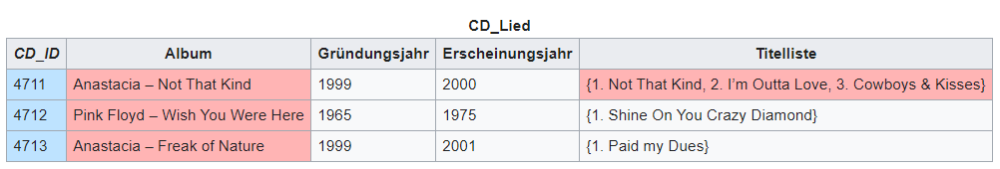 CD_Lied
CD_ID Album Gründungsjahr Erscheinungsjahr Titelliste
4711 Anastacia – Not That Kind 1999 2000 {1. Not That Kind, 2. I’m Outta Love, 3. Cowboys & Kisses}
4712 Pink Floyd – Wish You Were Here 1965 1975 {1. Shine On You Crazy Diamond}
4713 Anastacia – Freak of Nature 1999 2001 {1. Paid my Dues}